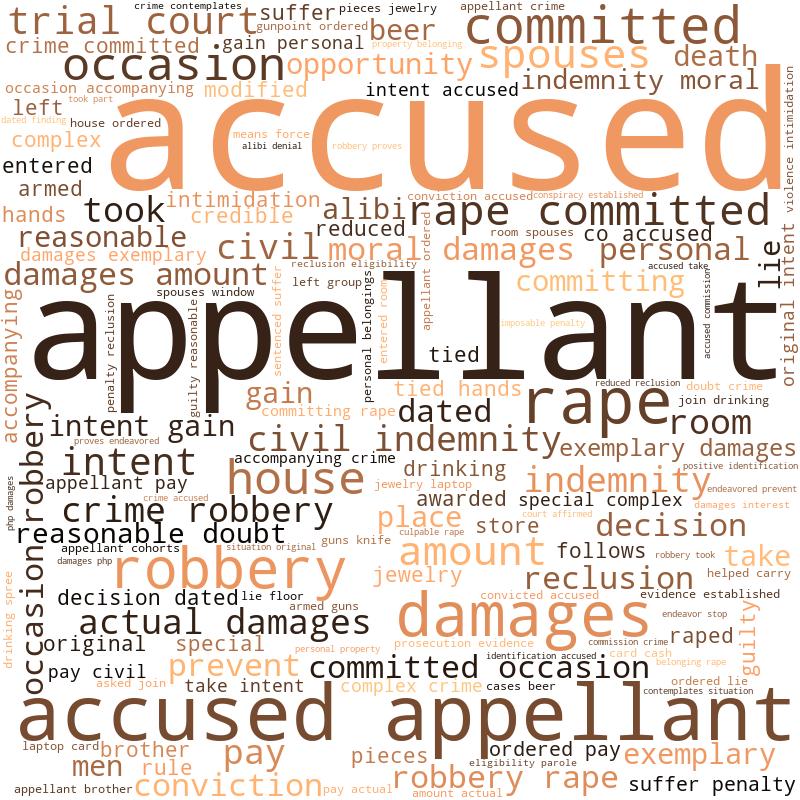 crime contemplates
pieces jewelry
appellant crime
trial court
suffer
gunpoint ordered
beer
committed
crime committed
gain personal
property belonging
spouses
death
occasion
opportunity
indemnity moral
occasion accompanying
modified
intent accused
took part
left
accused
violence intimidation
dated finding
house ordered
means force
complex
alibi denial
robbery proves
entered
armed
intimidation
conviction accused
conspiracy established
hands
took
credible
alibi
rape committed
reduced
room spouses
co accused
reasonable
civil
moral damages
personal
lie
original intent
damages exemplary
appellant ordered
reclusion eligibility
accused take
damages amount
left group
committing
spouses window
sentenced suffer
personal belongings
entered room
accused commission
accompanying
penalty reclusion
guilty reasonable
appellant
imposable penalty
tied
reduced reclusion
gain
tied hands
doubt crime
rape
join drinking
committing rape
dated
room
intent gain
proves endeavored
civil indemnity
exemplary damages
occasion robbery
accompanying crime
intent
house
drinking
positive identification
appellant pay
jewelry laptop
indemnity
endeavored prevent
php damages
crime accused
awarded
special complex
damages interest
crime robbery
place
court affirmed
store
decision
reasonable doubt
guns knife
culpable rape
appellant cohorts
situation original
amount
follows
robbery took
take
damages php
robbery
jewelry
reclusion
helped carry
drinking spree
decision dated
lie floor
convicted accused
evidence established
armed guns
damages
endeavor stop
actual damages
raped
guilty
original
special
personal property
prosecution evidence
commission crime
card cash
pay civil
prevent
committed occasion
identification accused
belonging rape
asked join
take intent
complex crime
cases beer
ordered lie
contemplates situation
accused appellant
laptop card
brother
pay
pieces
ordered pay
exemplary
men
rule
eligibility parole
robbery rape
appellant brother
conviction
pay actual
amount actual
suffer penalty